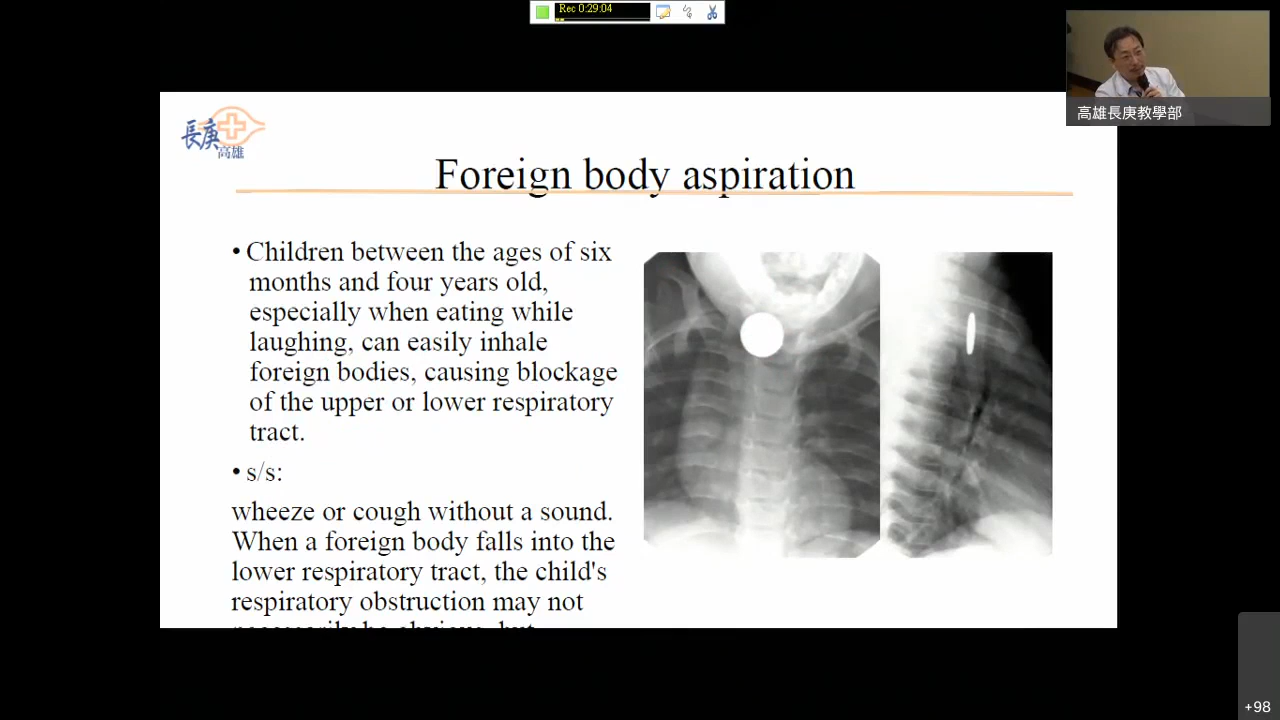 Rec 0:29:04
高雄長庚教學部
長庚
高雄
Foreign body aspiration
• Children between the ages of six
months and four years old,
especially when eating while
laughing, can easily inhale
foreign bodies, causing blockage
of the upper or lower respiratory
tract.
• s/s:
wheeze or cough without a sound.
When a foreign body falls into the
lower respiratory tract, the child's
respiratory obstruction may not
+98